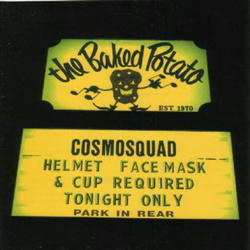 the Baked Potato
EST 1970
COSMOSQUAD
HELMET FACE MASK
& CUP REQUIRED
TONIGHT ONLY
PARK IN REAR